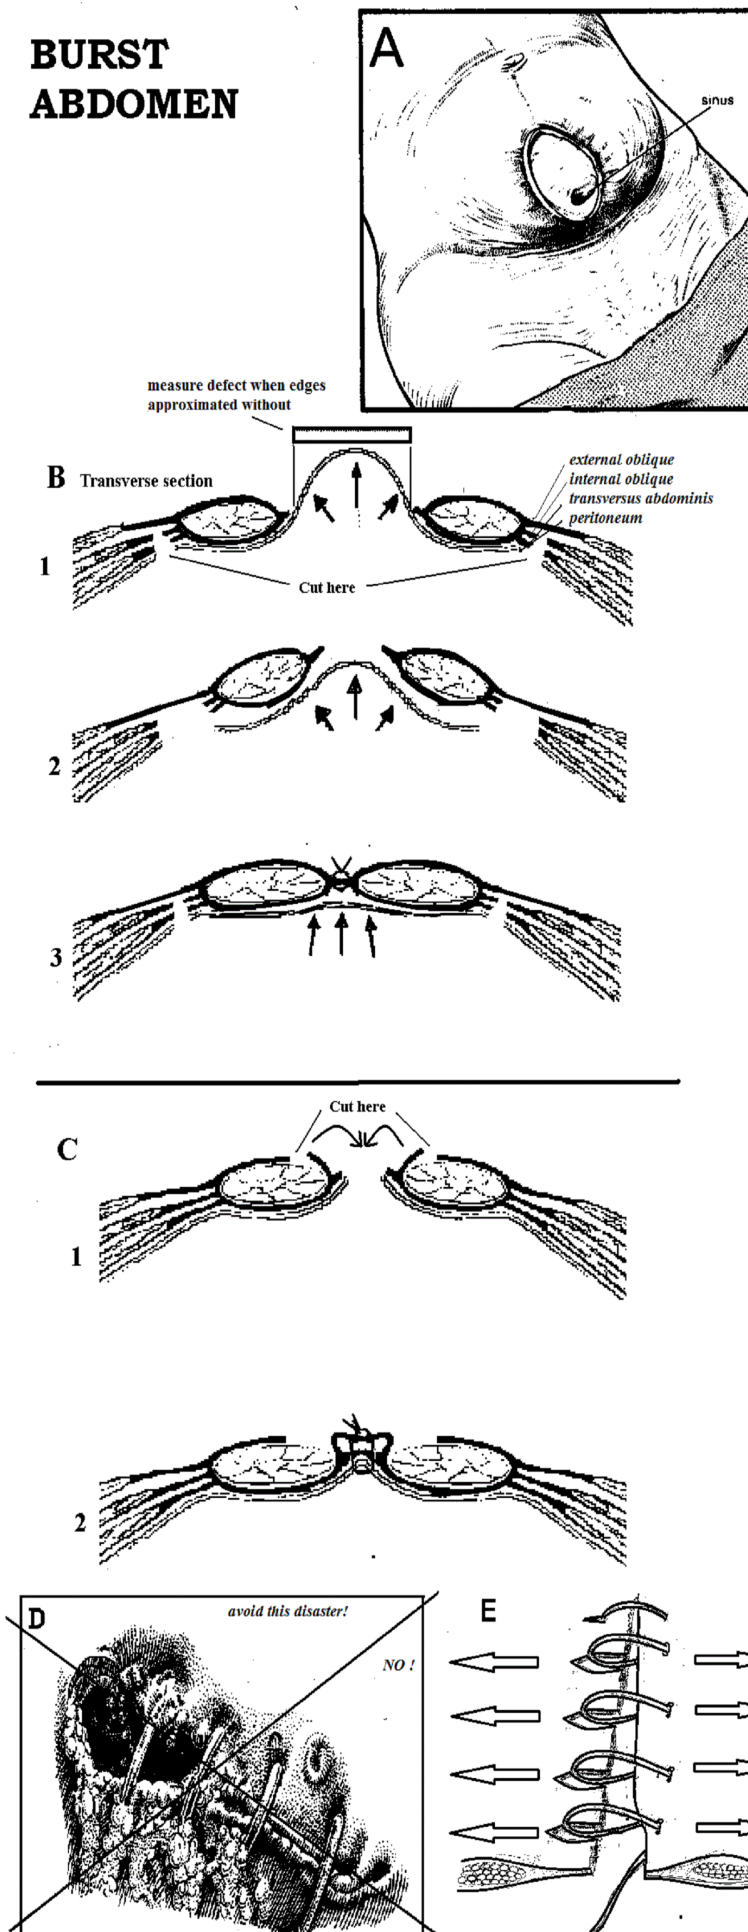 BURST
ABDOMEN
A
sinus
measure defect when edges
approximated without
B Transverse section
external oblique
internal oblique
transversus abdominis
peritoneum
1
Cut here
2
3
Cut here
C
1
2
D
avoid this disaster!
NO !
E